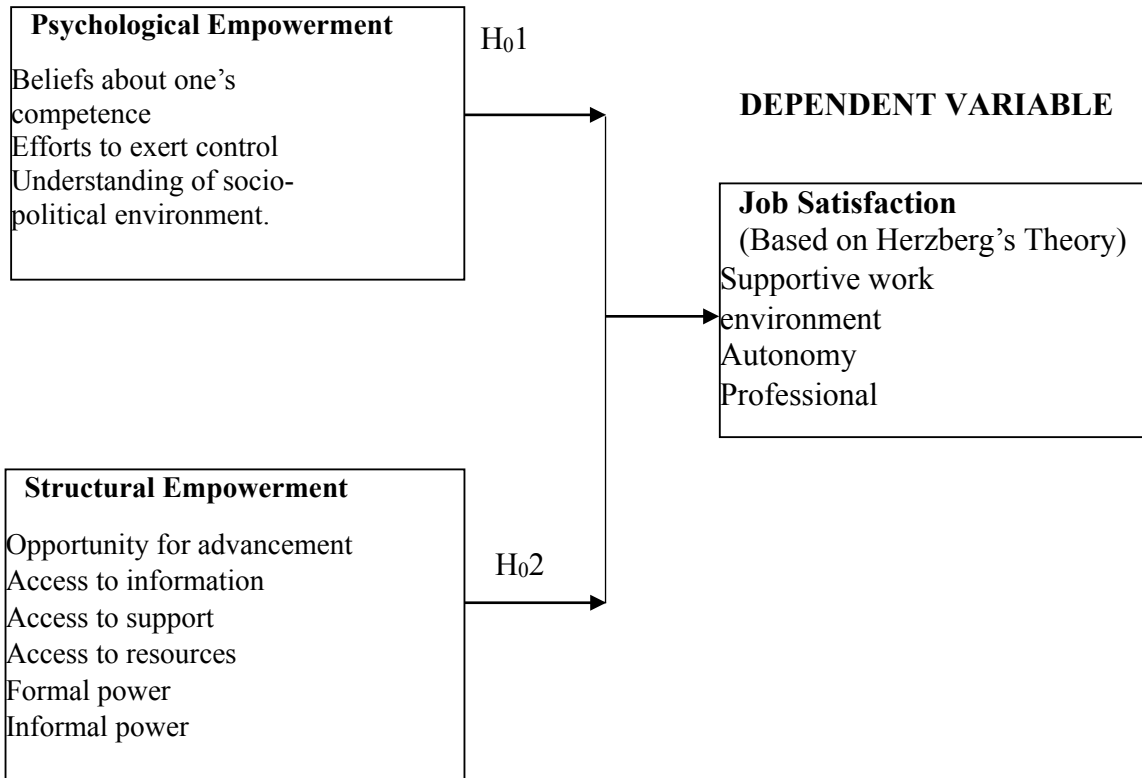 Psychological Empowerment
Beliefs about one’s
competence
Efforts to exert control
Understanding of socio-
political environment.
H₀1
DEPENDENT VARIABLE
Job Satisfaction
(Based on Herzberg’s Theory)
Supportive work
environment
Autonomy
Professional
Structural Empowerment
Opportunity for advancement
Access to information
Access to support
Access to resources
Formal power
Informal power
H₀2